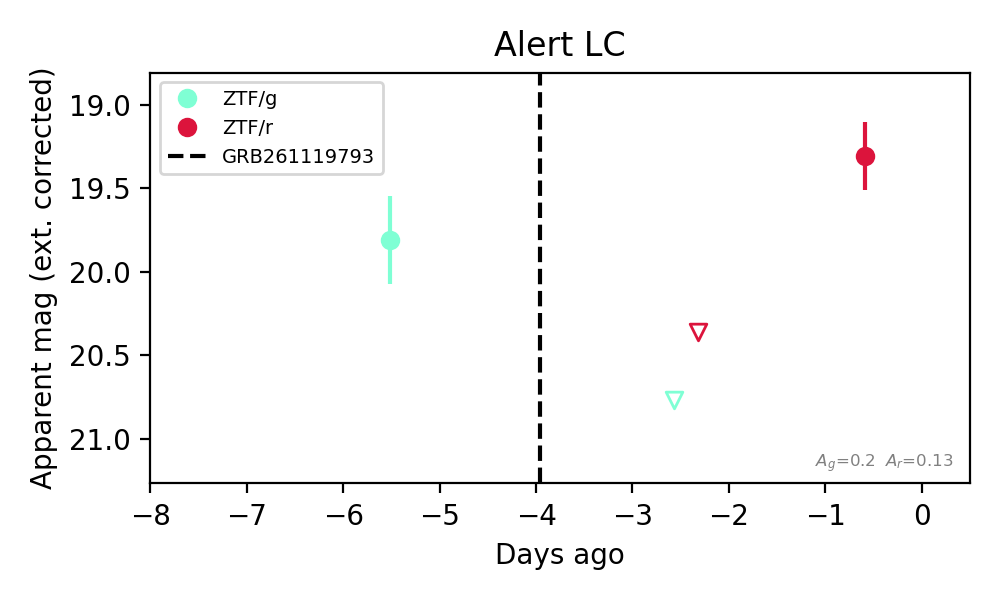 Alert LC
Apparent mag (ext. corrected)
19.0
19.5
20.0
20.5
21.0
ZTF/g
ZTF/r
GRB261119793
A_g=0.2 A_r=0.13
−8 −7 −6 −5 −4 −3 −2 −1 0
Days ago